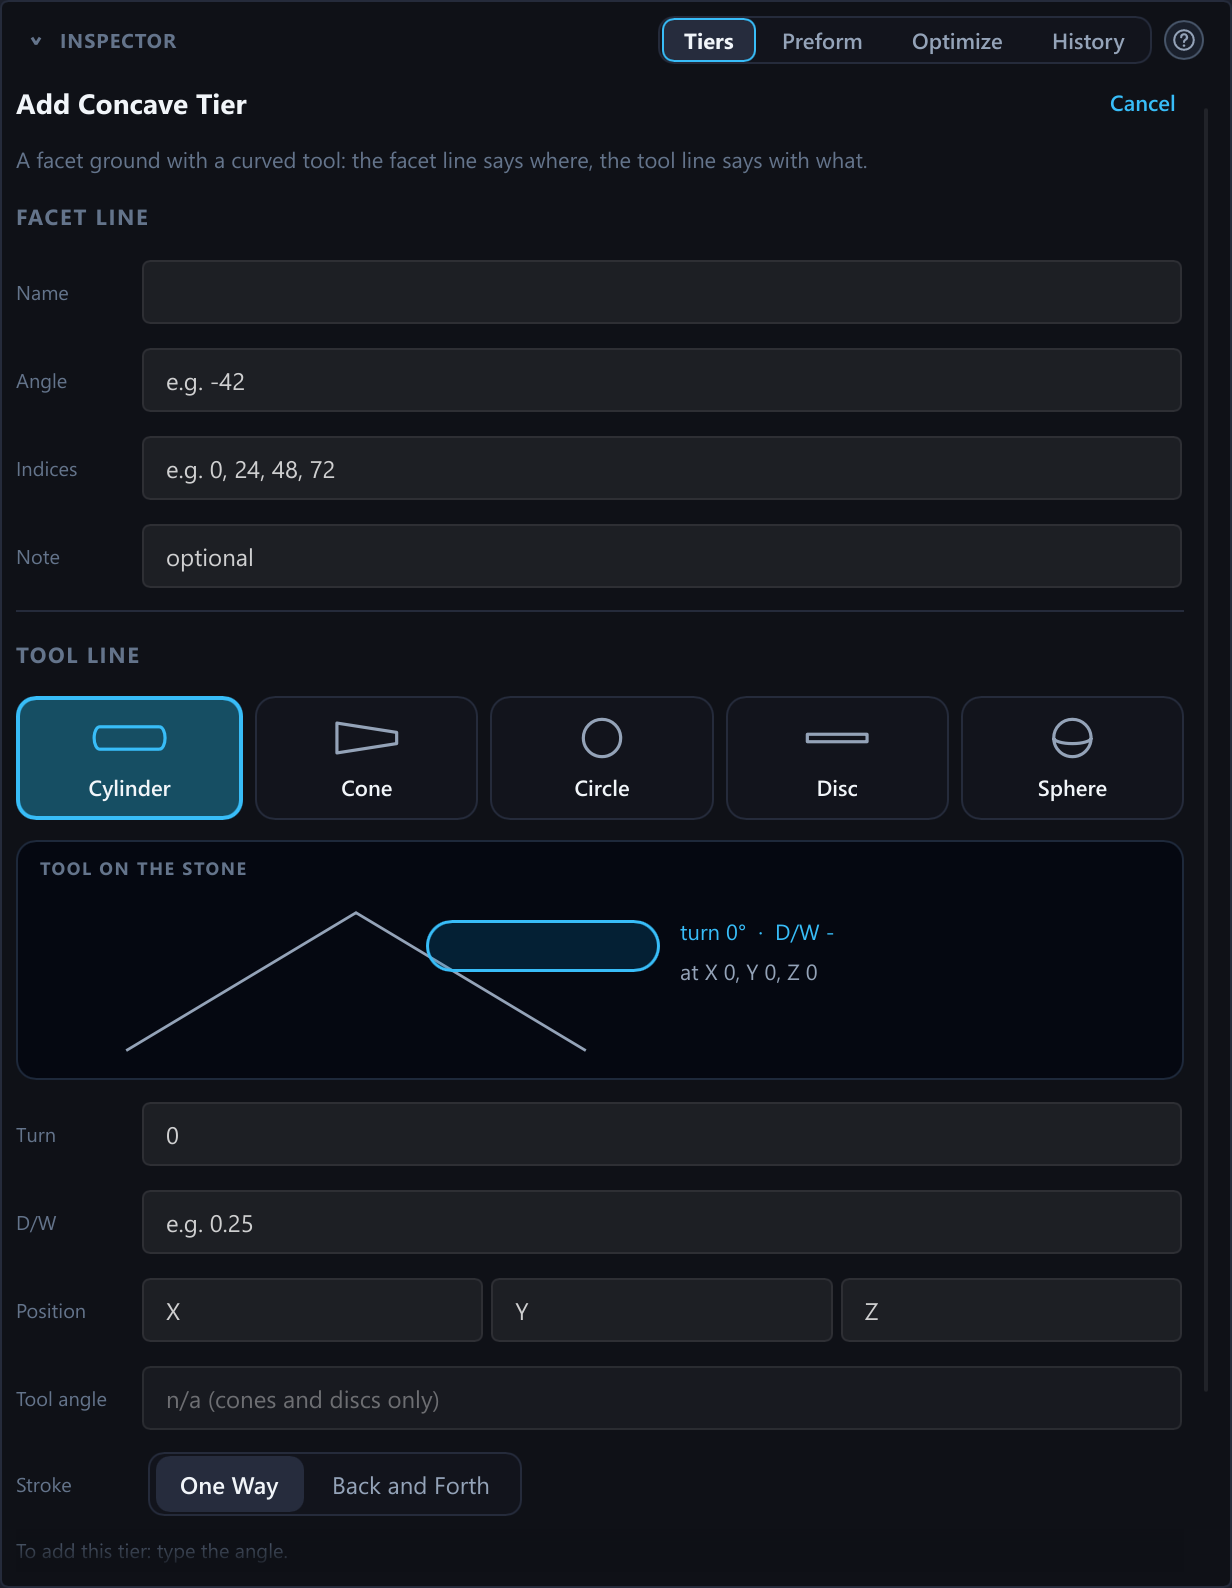 INSPECTOR
Tiers
Preform
Optimize
History
Add Concave Tier
Cancel
A facet ground with a curved tool: the facet line says where, the tool line says with what.
FACET LINE
Name
Angle
e.g. -42
Indices
e.g. 0, 24, 48, 72
Note
optional
TOOL LINE
Cylinder
Cone
Circle
Disc
Sphere
TOOL ON THE STONE
turn 0° · D/W -
at X 0, Y 0, Z 0
Turn
0
D/W
e.g. 0.25
Position
X
Y
Z
Tool angle
n/a (cones and discs only)
Stroke
One Way
Back and Forth
To add this tier: type the angle.